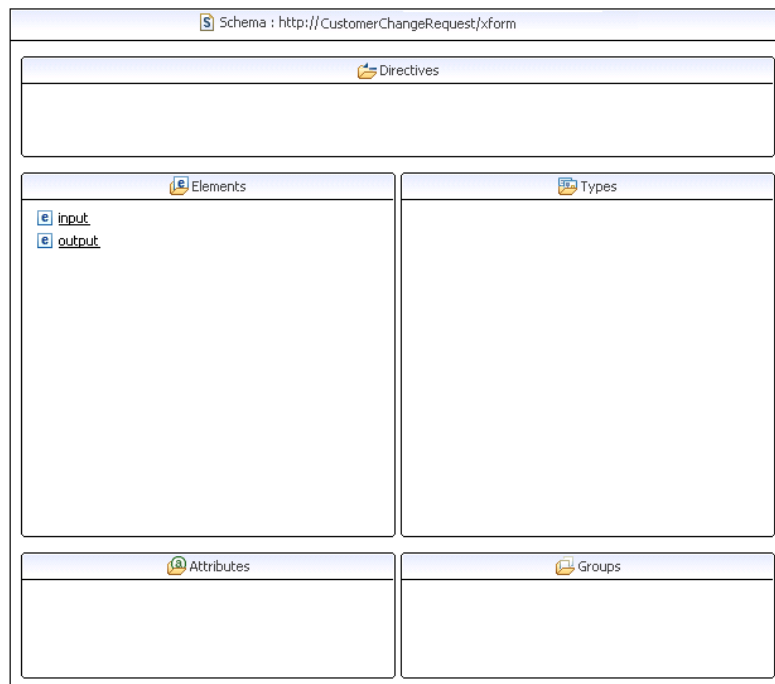 Schema : http://CustomerChangeRequest/xform
Directives
Elements
Types
input
output
Attributes
Groups